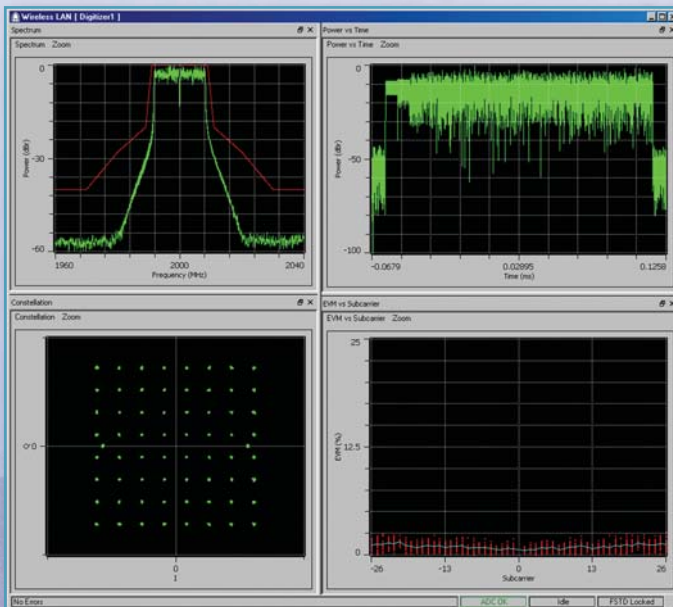 Wireless LAN [ Digitizer1 ]
Spectrum
Spectrum Zoom
0
-30
-60
Power (dBr)
1960
2000
2040
Frequency (MHz)
Power vs Time
Power vs Time Zoom
0
-50
-100
Power (dBr)
-0.0679
0.02895
0.1258
Time (ms)
Constellation
Constellation Zoom
Q
0
0
I
EVM vs Subcarrier
EVM vs Subcarrier Zoom
25
12.5
0
EVM (%)
-26
-13
0
13
26
Subcarrier
No Errors
ADC OK
Idle
FSTD Locked